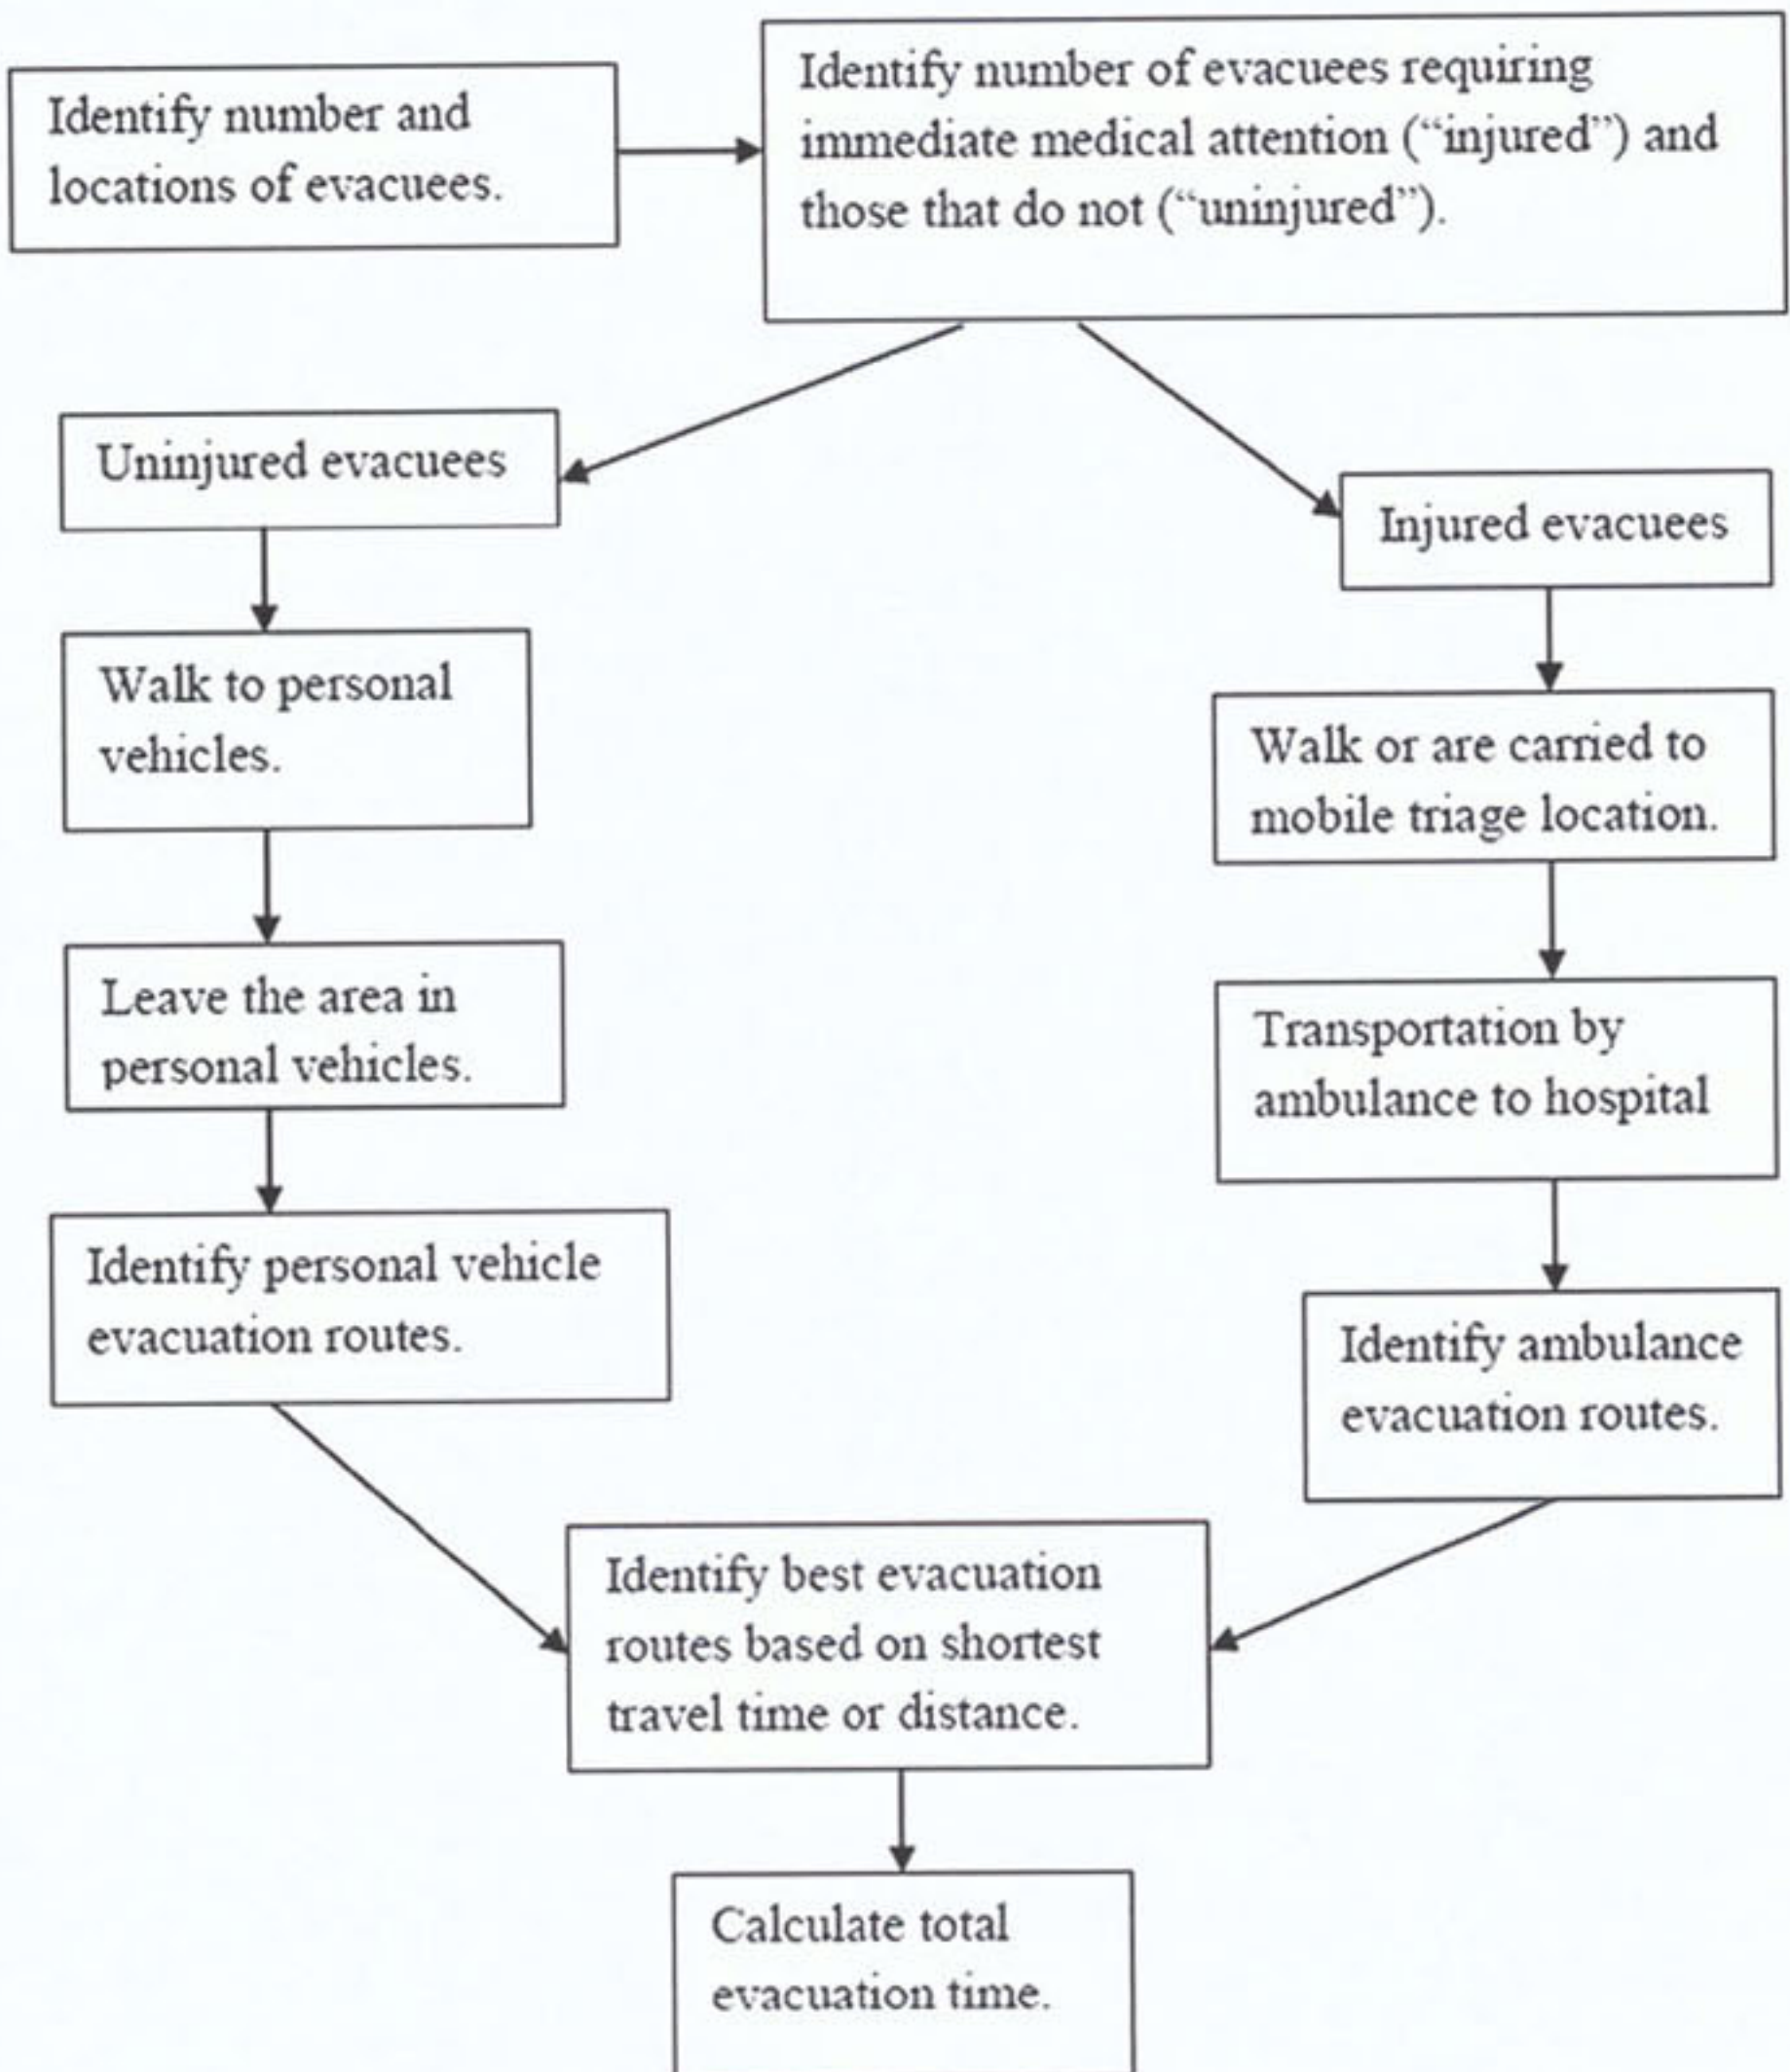 Identify number and
locations of evacuees.
Identify number of evacuees requiring
immediate medical attention (“injured”) and
those that do not (“uninjured”).
Uninjured evacuees
Injured evacuees
Walk to personal
vehicles.
Walk or are carried to
mobile triage location.
Leave the area in
personal vehicles.
Transportation by
ambulance to hospital
Identify personal vehicle
evacuation routes.
Identify ambulance
evacuation routes.
Identify best evacuation
routes based on shortest
travel time or distance.
Calculate total
evacuation time.